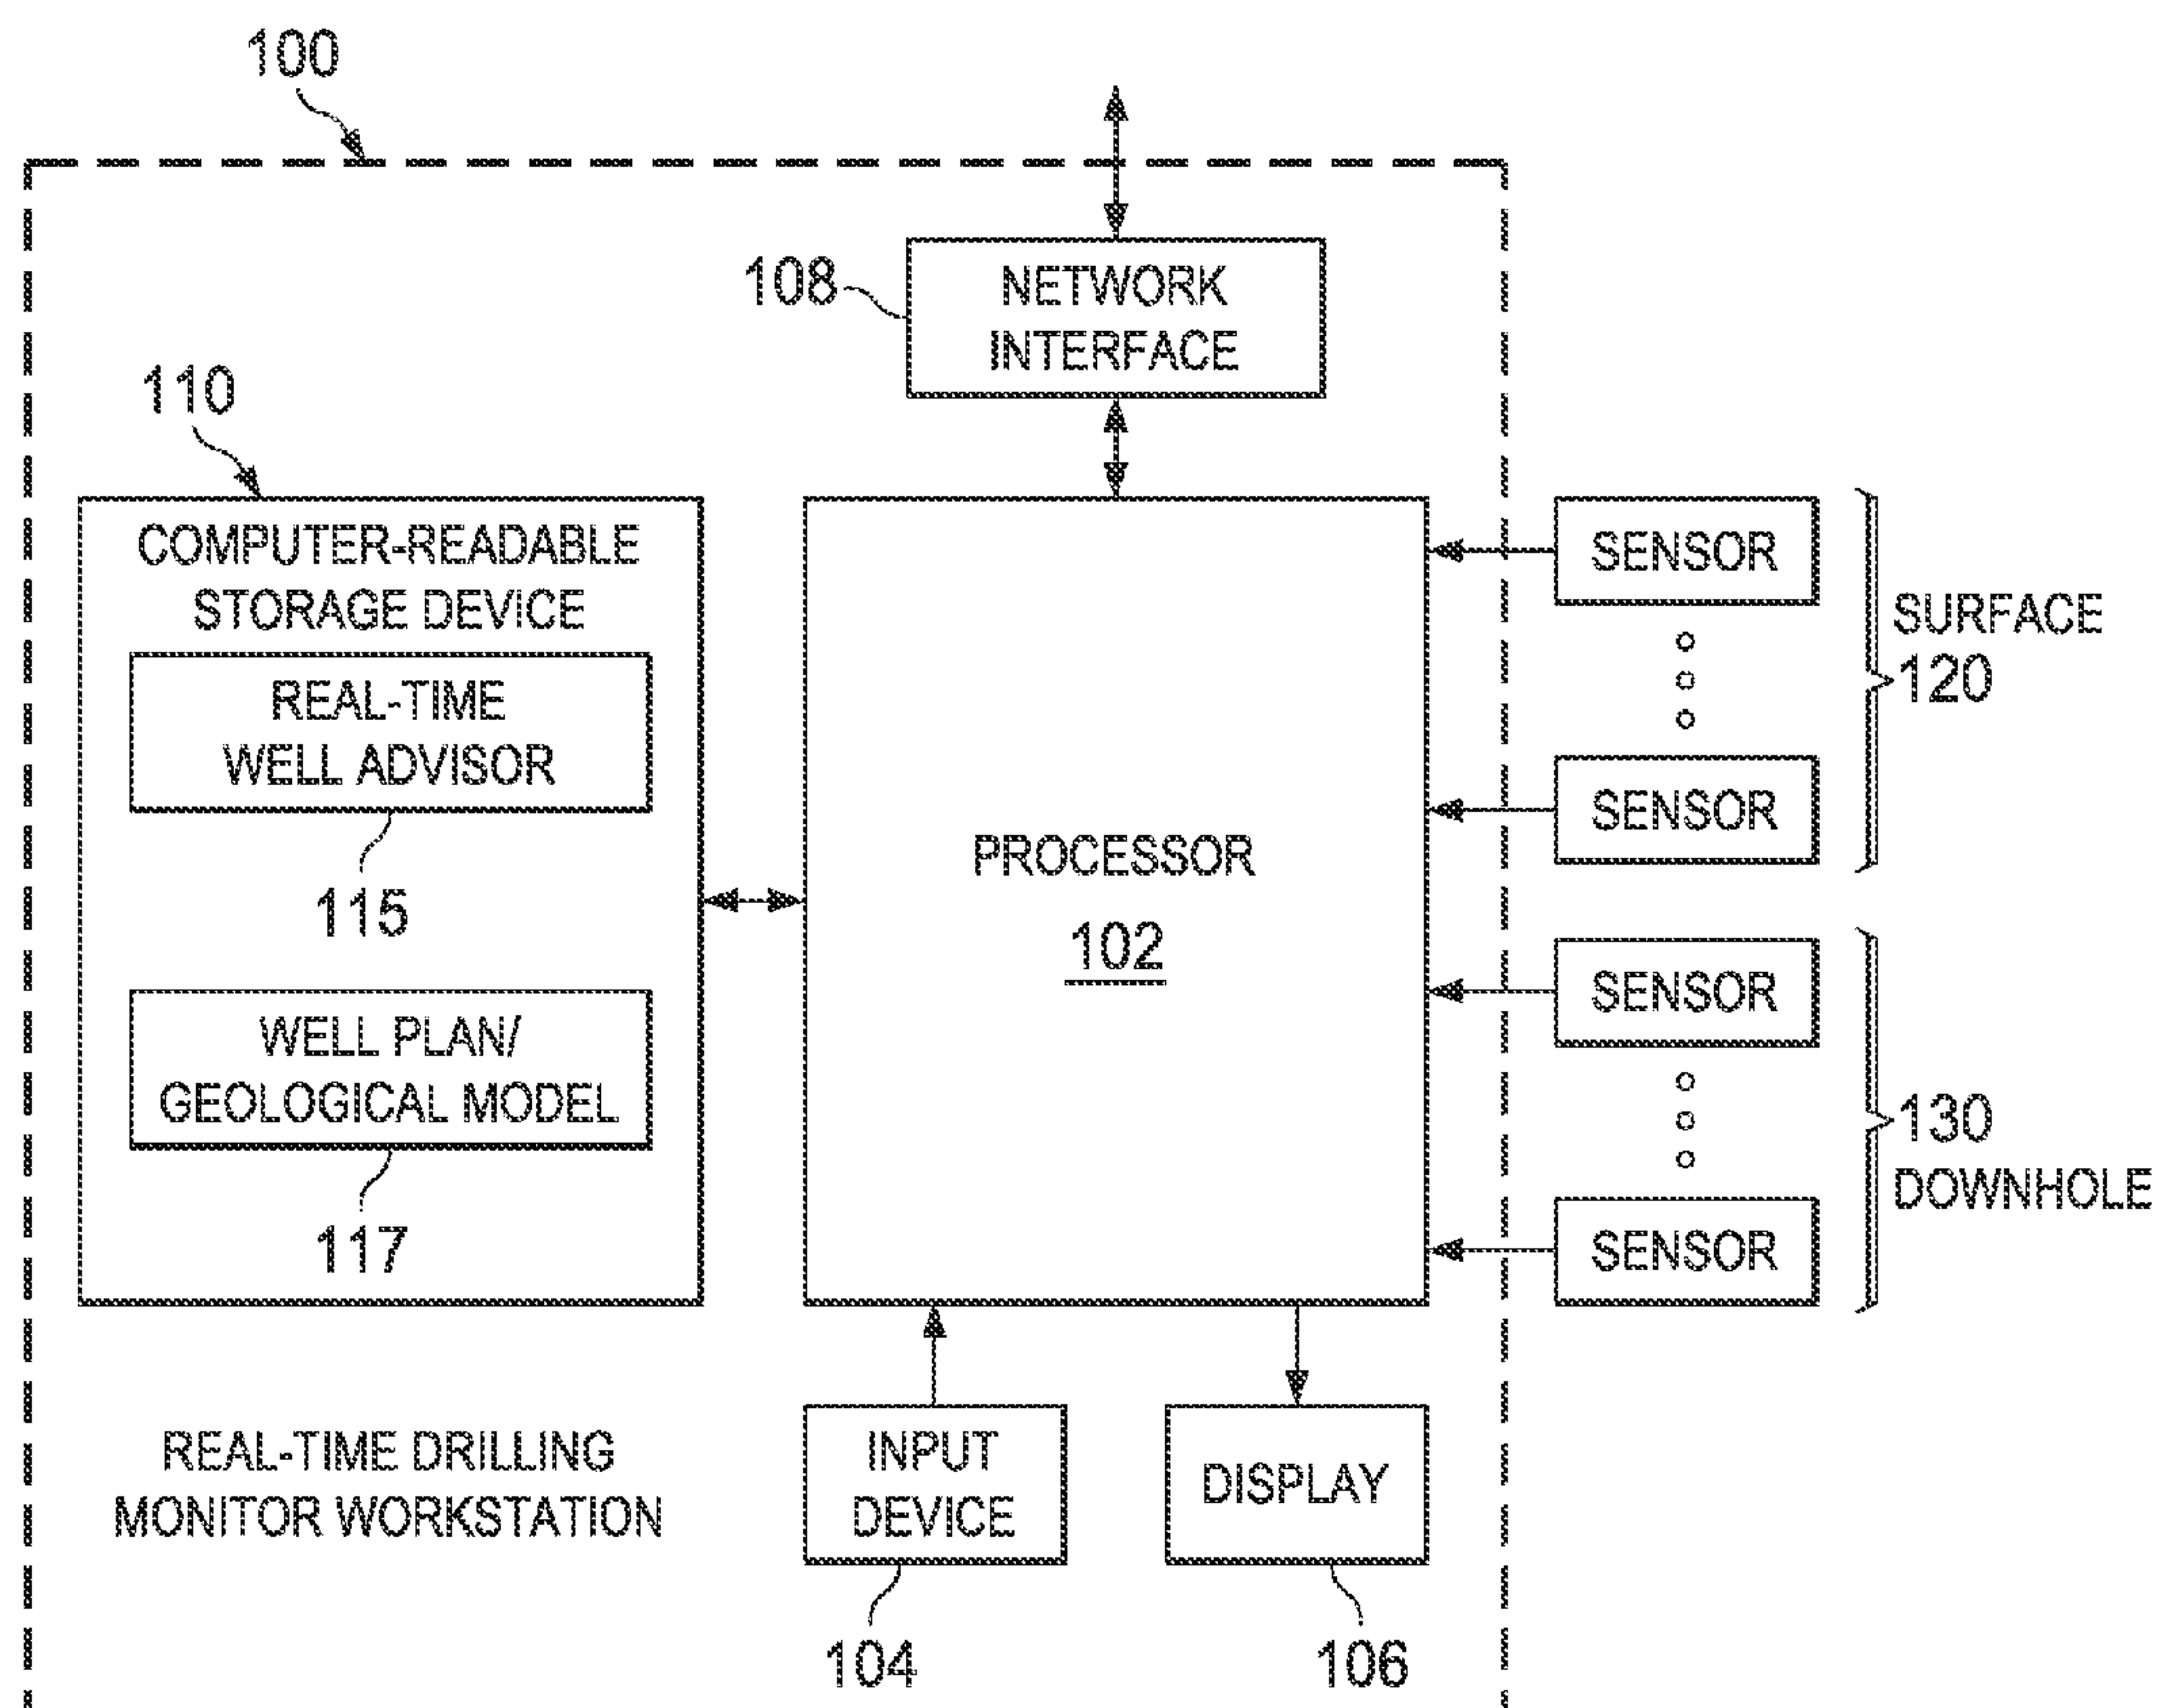 100
108
NETWORK
INTERFACE
110
COMPUTER-READABLE
STORAGE DEVICE
REAL-TIME
WELL ADVISOR
115
WELL PLAN/
GEOLOGICAL MODEL
117
PROCESSOR
102
SENSOR
SENSOR
SURFACE
120
SENSOR
SENSOR
130
DOWNHOLE
REAL-TIME DRILLING
MONITOR WORKSTATION
INPUT
DEVICE
104
DISPLAY
106